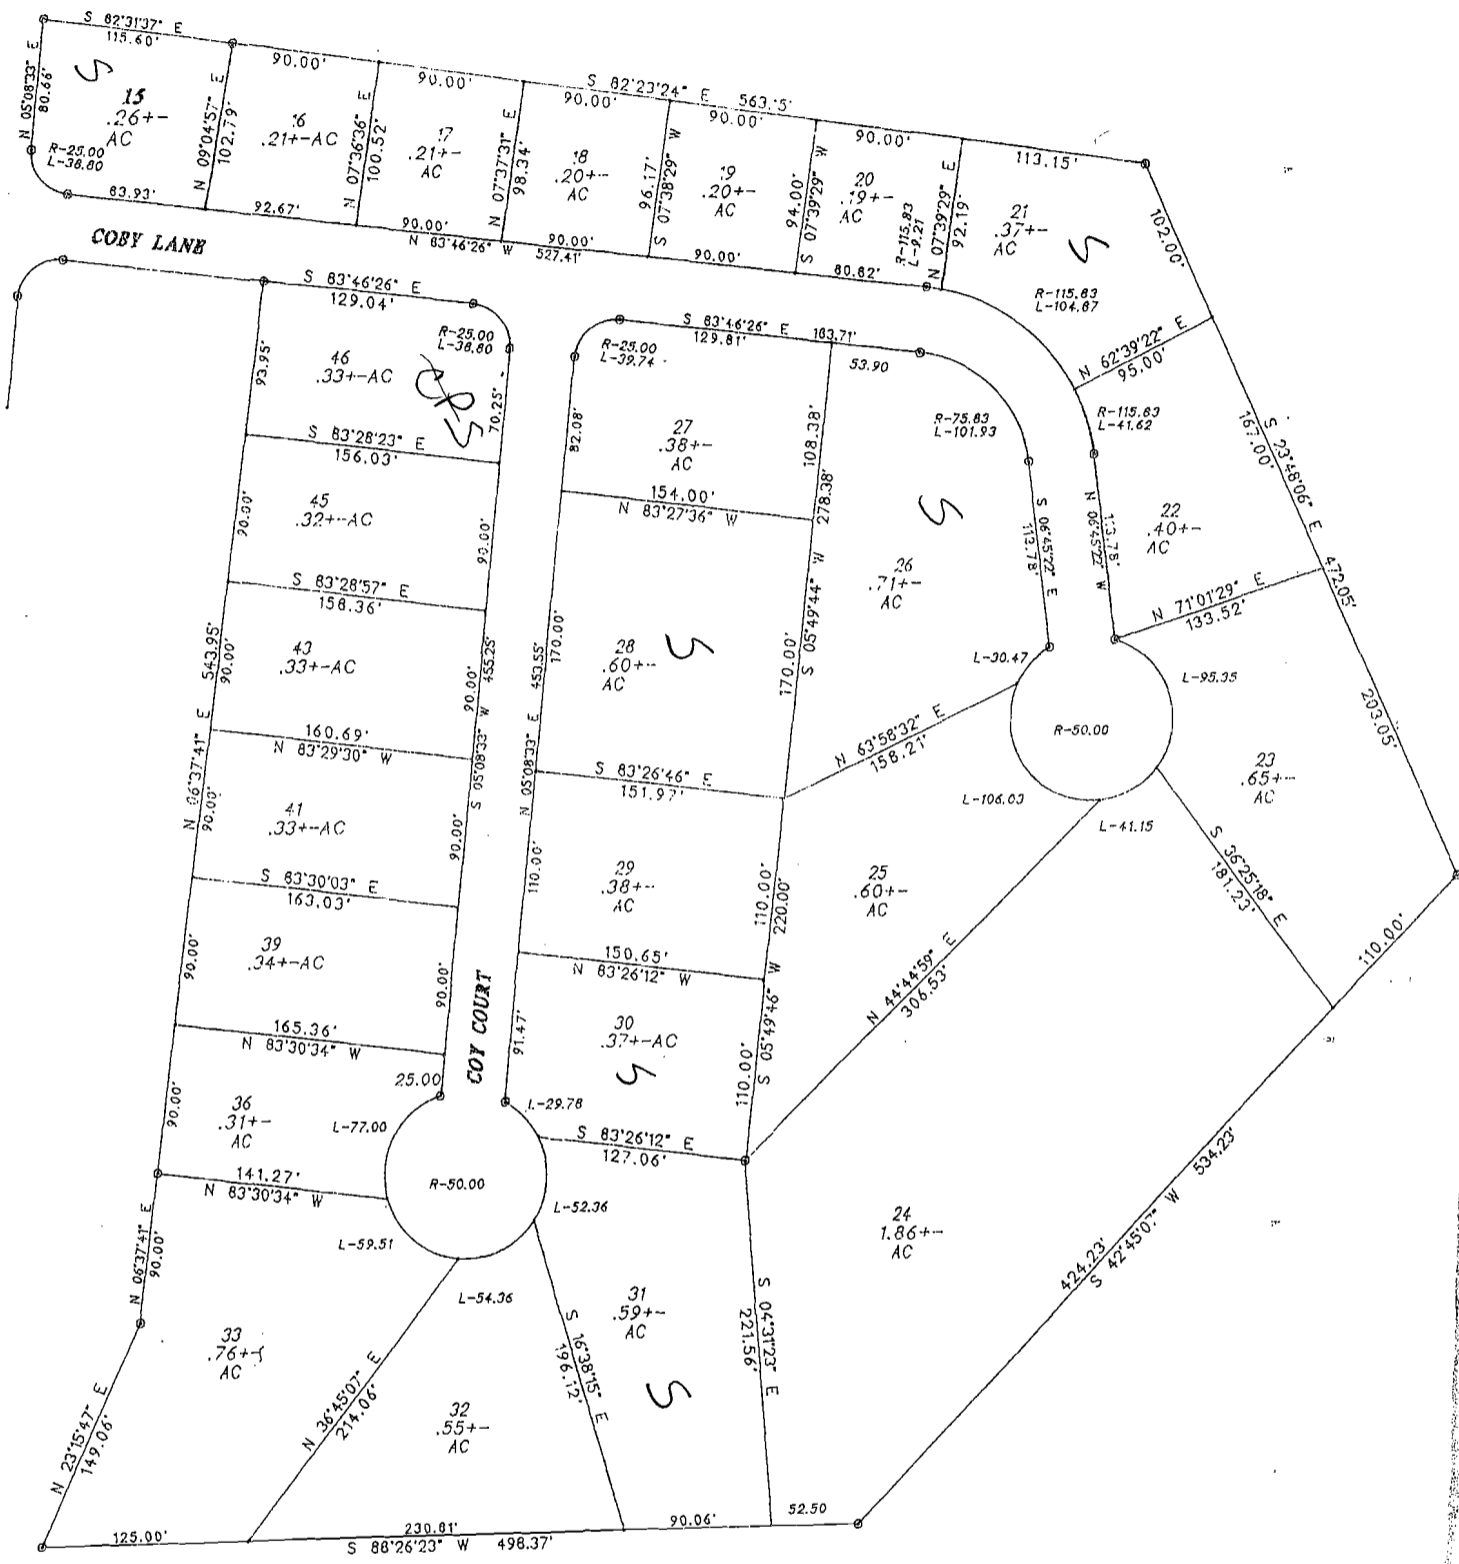 S 82°31'37" E
115.60'
N 05°08'33" E
80.66'
S
15
.26+-
AC
R-25.00
L-38.80
83.93'
N 09°04'57" E
102.79'
90.00'
16
.21+-AC
92.67'
N 07°36'36" E
100.52'
90.00'
17
.21+-
AC
90.00'
N 07°37'31" E
98.34'
S 82°23'24" E 563.'5'
90.00'
18
.20+-
AC
90.00'
96.17'
S 07°38'29" W
90.00'
19
.20+-
AC
90.00'
94.00'
S 07°39'29" W
90.00'
20
.19+-
AC
80.82'
R-115.83
L-9.21
N 07°39'29" E
92.19'
113.15'
21
.37+-
AC
S
R-115.83
L-104.87
102.00'
N 83°46'26" W
527.41'
COBY LANE
S 83°46'26" E
129.04'
R-25.00
L-38.80
46
.33+-AC
93.95'
70.25'
S
S 83°28'23" E
156.03'
45
.32+-AC
90.00'
90.00'
S 83°28'57" E
158.36'
43
.33+-AC
543.95'
90.00'
90.00'
455.25'
160.69'
N 83°29'30" W
S 05°08'33" W
N 06°37'41" E
90.00'
41
.33+-AC
90.00'
S 83°30'03" E
163.03'
39
.34+-AC
90.00'
90.00'
165.36'
N 83°30'34" W
25.00
COY COURT
90.00'
36
.31+-
AC
L-77.00
141.27'
N 83°30'34" W
R-50.00
L-59.51
N 06°37'41" E
90.00'
33
.76+-
AC
N 23°15'47" E
149.06'
125.00'
L-54.36
N 36°45'07" E
214.06'
32
.55+-
AC
230.81'
S 88°26'23" W 498.37'
S 16°38'15" E
196.12'
L-52.36
31
.59+-
AC
S
90.06'
52.50
S 04°31'23" E
221.56'
S 83°46'26" E 183.71'
129.81'
53.90
R-25.00
L-39.74
82.08'
27
.38+-
AC
108.38'
278.38'
154.00'
N 83°27'36" W
28
.60+-
AC
S
453.55'
170.00'
N 05°08'33" E
170.00'
S 05°49'44" W
S 83°26'46" E
151.97'
29
.38+-
AC
110.00'
110.00'
220.00'
150.65'
N 83°26'12" W
30
.37+-AC
S
91.47'
110.00'
S 05°49'46" W
L-29.78
S 83°26'12" E
127.06'
R-75.83
L-101.93
S
26
.71+-
AC
S 06°45'22" E
113.78'
L-30.47
N 63°58'32" E
158.21'
R-50.00
L-106.03
L-41.15
L-95.35
25
.60+-
AC
N 44°44'59" E
306.53'
N 62°39'22" E
95.00'
R-115.83
L-41.62
N 06°45'22" W
113.78'
22
.40+-
AC
167.00'
S 23°48'06" E
472.05'
N 71°01'29" E
133.52'
203.05'
23
.65+-
AC
S 36°25'18" E
181.23'
110.00'
24
1.86+-
AC
534.23'
424.23'
S 42°45'07" W